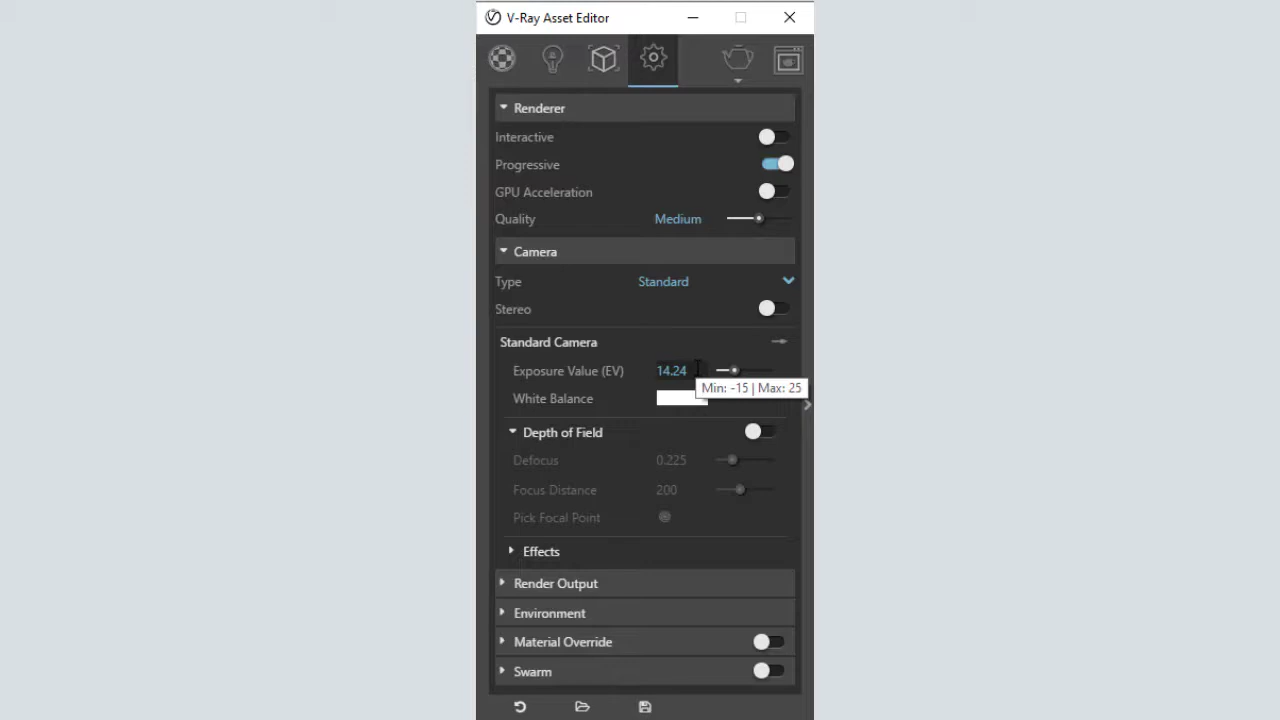 V-Ray Asset Editor
Renderer
Interactive
Progressive
GPU Acceleration
Quality Medium
Camera
Type Standard
Stereo
Standard Camera
Exposure Value (EV) 14.24
Min: -15 | Max: 25
White Balance
Depth of Field
Defocus 0.225
Focus Distance 200
Pick Focal Point
Effects
Render Output
Environment
Material Override
Swarm